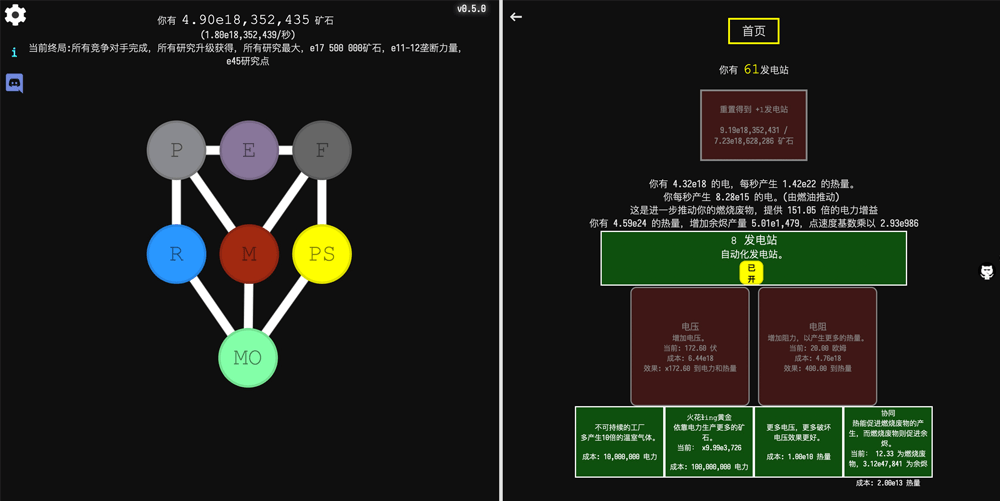 v0.5.0
你有 4.90e18,352,435 矿石
(1.80e18,352,439/秒)
当前终局:所有竞争对手完成，所有研究升级获得，所有研究最大，e17 500 000矿石，e11-12垄断力量，
e45研究点
i
P
E
F
R
M
PS
MO
首页
你有 61发电站
重置得到 +1发电站
9.19e18,352,431 /
7.23e18,628,286 矿石
你有 4.32e18 的电，每秒产生 1.42e22 的热量。
你每秒产生 8.28e15 的电。(由燃油推动)
这是进一步推动你的燃烧废物，提供 151.05 倍的电力增益
你有 4.59e24 的热量，增加余烬产量 5.01e1,479，点速度基数乘以 2.93e986
8 发电站
自动化发电站。
已
开
电压
增加电压。
当前: 172.60 伏
成本: 6.44e18
效果: x172.60 到电力和热量
电阻
增加阻力，以产生更多的热量。
当前: 20.00 欧姆
成本: 4.76e18
效果: 400.00 到热量
不可持续的工厂
多产生10倍的温室气体。
成本: 10,000,000 电力
火花ling黄金
依靠电力生产更多的矿
石。
当前: x9.99e3,726
成本: 100,000,000 电力
更多电压，更多破坏
电压效果更好。
成本: 1.00e10 热量
协同
热能促进燃烧废物的产
生，而燃烧废物则促进余
烬。
当前: 12.33 为燃烧废
物，3.12e47,841 为余烬
成本: 2.00e13 热量